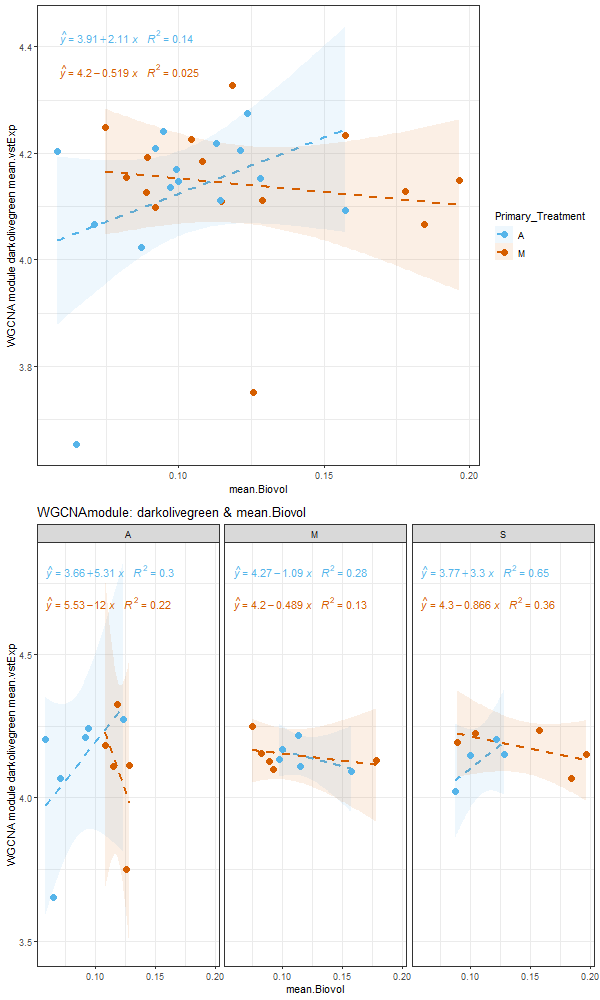 ŷ = 3.91+2.11 x R² = 0.14
ŷ = 4.2−0.519 x R² = 0.025
4.4
4.2
4.0
3.8
WGCNA module darkolivegreen mean.vstExp
0.10 0.15 0.20
mean.Biovol
Primary_Treatment
A
M
WGCNAmodule: darkolivegreen & mean.Biovol
A M S
ŷ = 3.66+5.31 x R² = 0.3
ŷ = 5.53−12 x R² = 0.22
ŷ = 4.27−1.09 x R² = 0.28
ŷ = 4.2−0.489 x R² = 0.13
ŷ = 3.77+3.3 x R² = 0.65
ŷ = 4.3−0.866 x R² = 0.36
4.5
4.0
3.5
WGCNA module darkolivegreen mean.vstExp
0.10 0.15 0.20 0.10 0.15 0.20 0.10 0.15 0.20
mean.Biovol